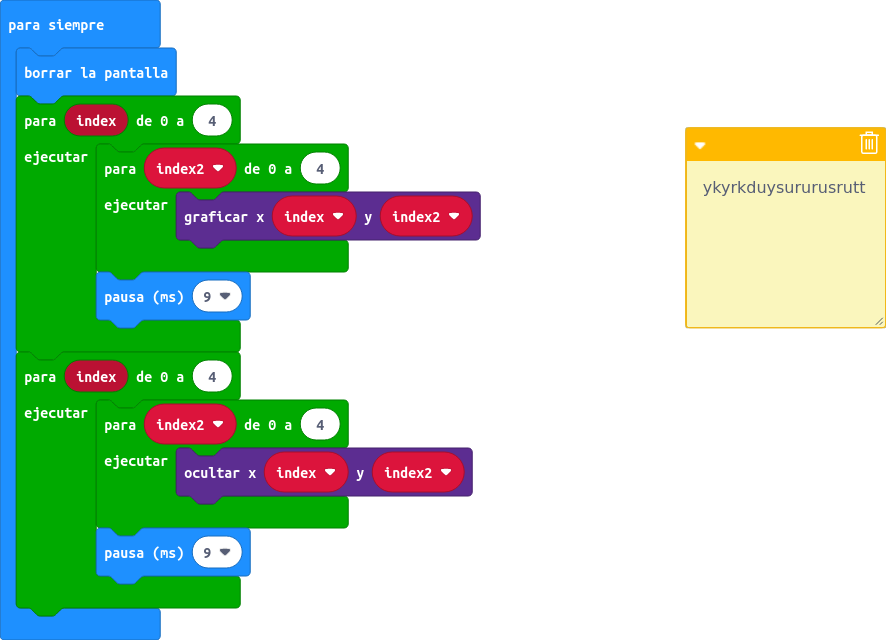 para siempre
borrar la pantalla
para index de 0 a 4
ejecutar
para index2 de 0 a 4
ejecutar
graficar x index y index2
pausa (ms) 9
para index de 0 a 4
ejecutar
para index2 de 0 a 4
ejecutar
ocultar x index y index2
pausa (ms) 9
ykyrkduysururusrutt